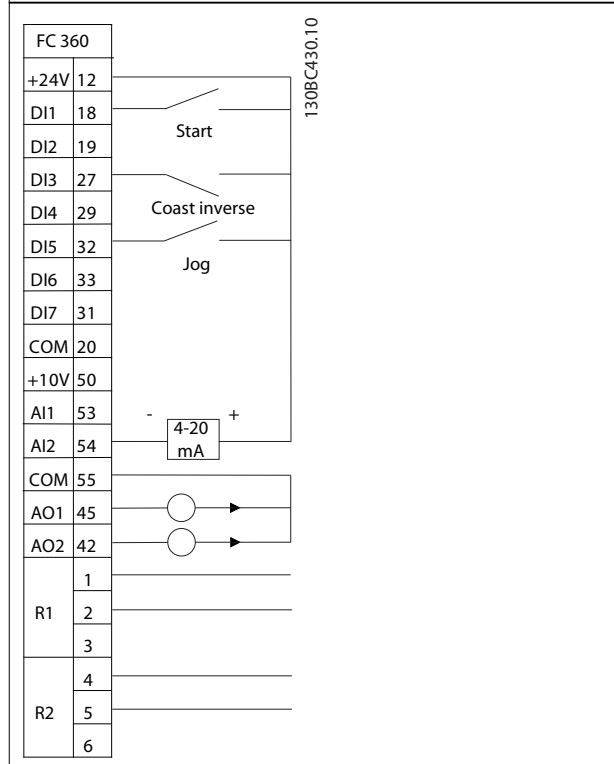 FC 360
130BC430.10
+24V 12
DI1 18
Start
DI2 19
DI3 27
Coast inverse
DI4 29
DI5 32
Jog
DI6 33
DI7 31
COM 20
+10V 50
AI1 53
- +
4-20
mA
AI2 54
COM 55
AO1 45
AO2 42
R1
1
2
3
R2
4
5
6